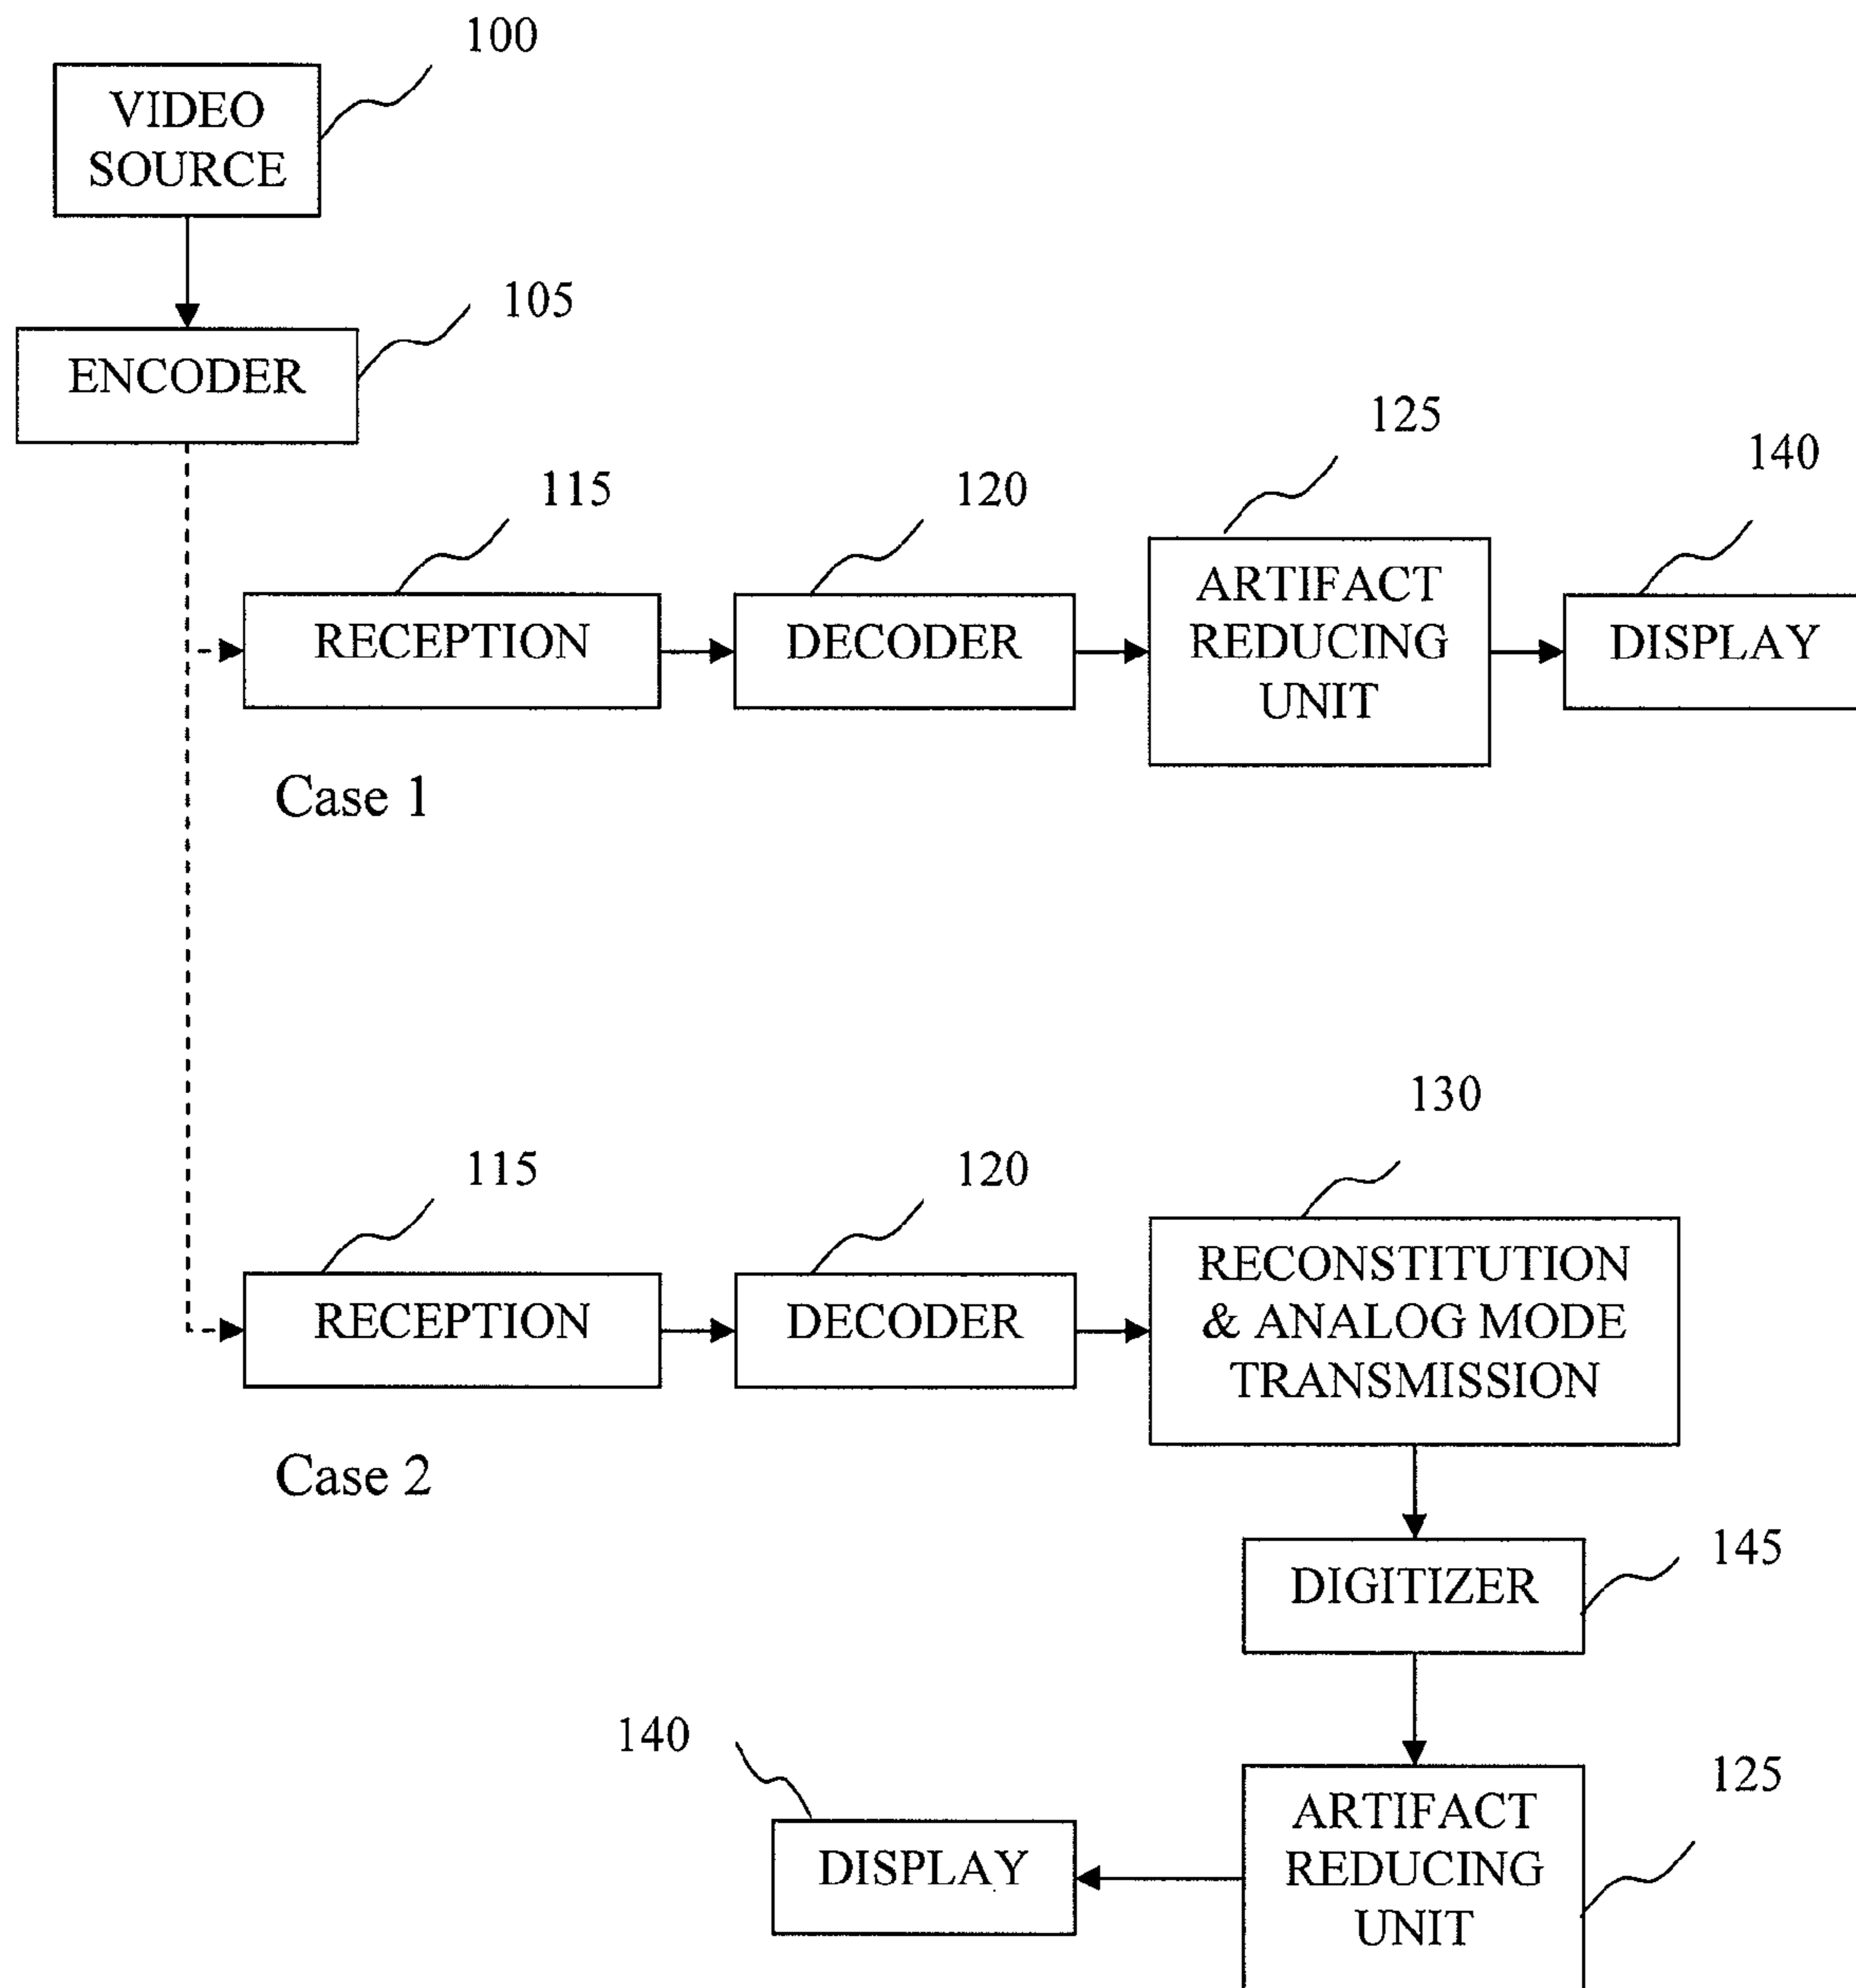 100
VIDEO
SOURCE
105
ENCODER
125
140
115
120
ARTIFACT
REDUCING
UNIT
RECEPTION
DECODER
DISPLAY
Case 1
130
115
120
RECONSTITUTION
& ANALOG MODE
TRANSMISSION
RECEPTION
DECODER
Case 2
145
DIGITIZER
140
125
ARTIFACT
REDUCING
UNIT
DISPLAY